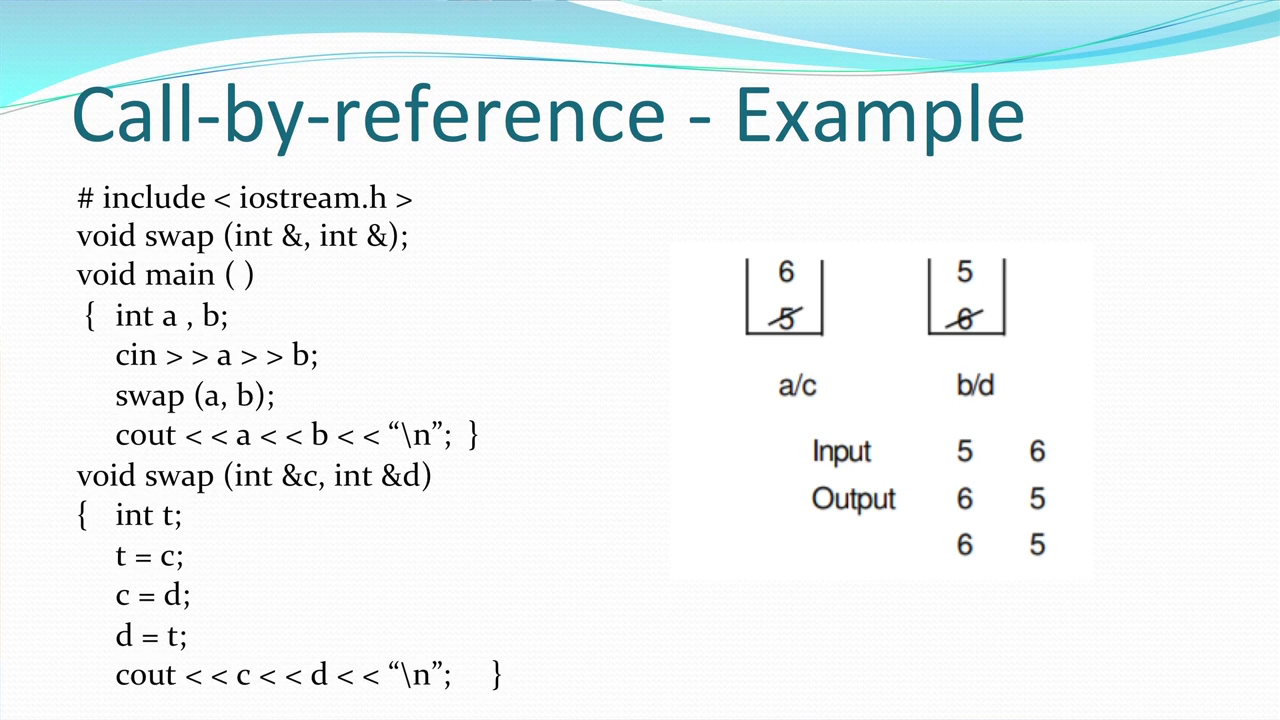 Call-by-reference - Example
# include < iostream.h >
void swap (int &, int &);
void main ( )
{ int a , b;
cin > > a > > b;
swap (a, b);
cout < < a < < b < < “\n”; }
void swap (int &c, int &d)
{ int t;
t = c;
c = d;
d = t;
cout < < c < < d < < “\n”; }
6 5
5 6
a/c b/d
Input 5 6
Output 6 5
6 5